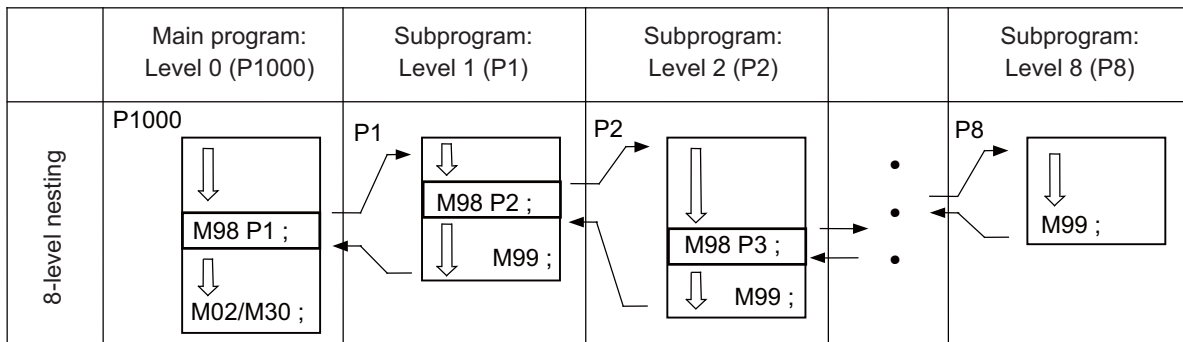 Main program:
Level 0 (P1000)
Subprogram:
Level 1 (P1)
Subprogram:
Level 2 (P2)
Subprogram:
Level 8 (P8)
8-level nesting
P1000
M98 P1 ;
M02/M30 ;
P1
M98 P2 ;
M99 ;
P2
M98 P3 ;
M99 ;
P8
M99 ;